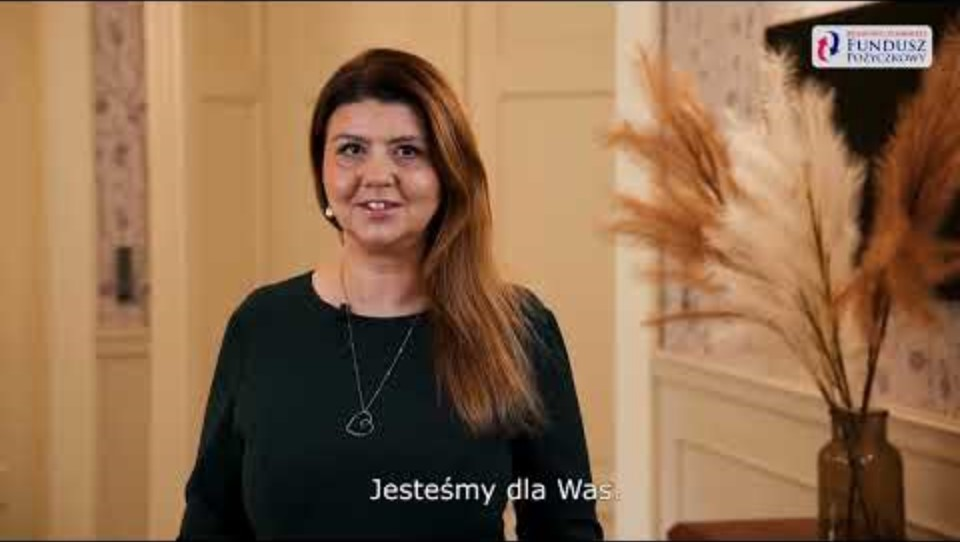 FUNDUSZ
POŻYCZKOWY
Jesteśmy dla Was.